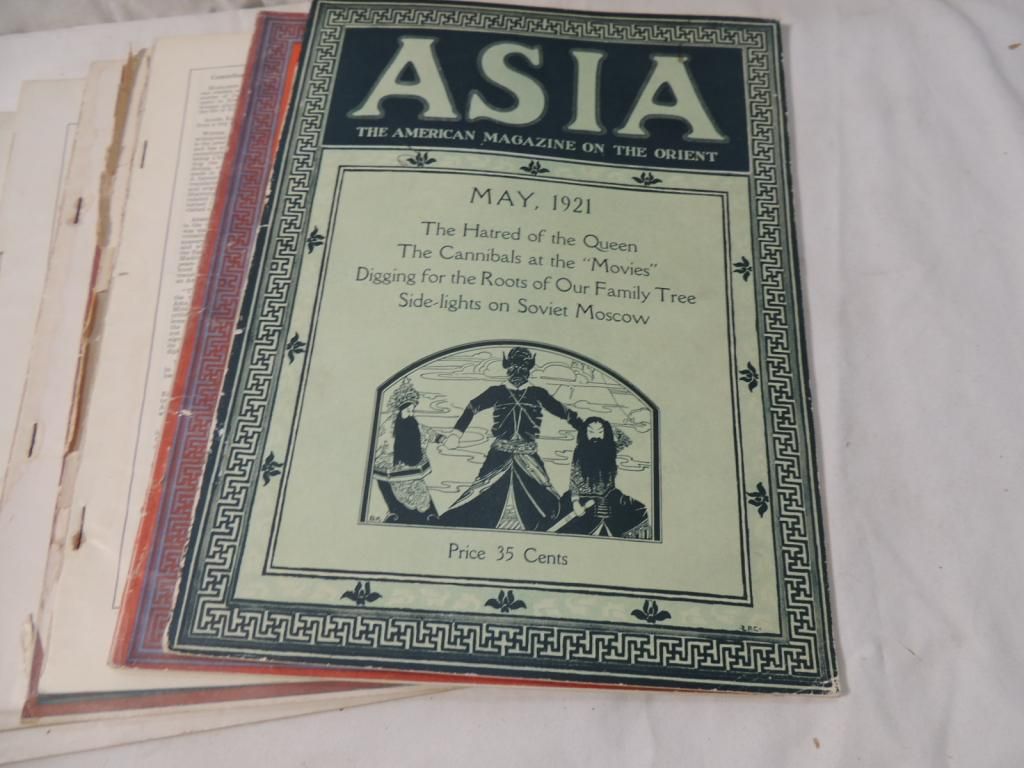 ASIA
THE AMERICAN MAGAZINE ON THE ORIENT
MAY, 1921
The Hatred of the Queen
The Cannibals at the "Movies"
Digging for the Roots of Our Family Tree
Side-lights on Soviet Moscow
Price 35 Cents